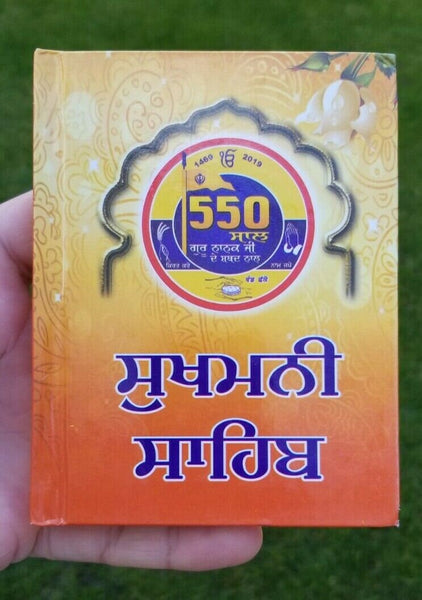 1469 ੴ 2019
550
ਸਾਲ
ਗੁਰੂ ਨਾਨਕ ਜੀ
ਦੇ ਸ਼ਬਦ ਨਾਲ
ਕਿਰਤ ਕਰੋ
ਨਾਮ ਜਪੋ
ਵੰਡ ਛਕੋ
ਸੁਖਮਨੀ
ਸਾਹਿਬ